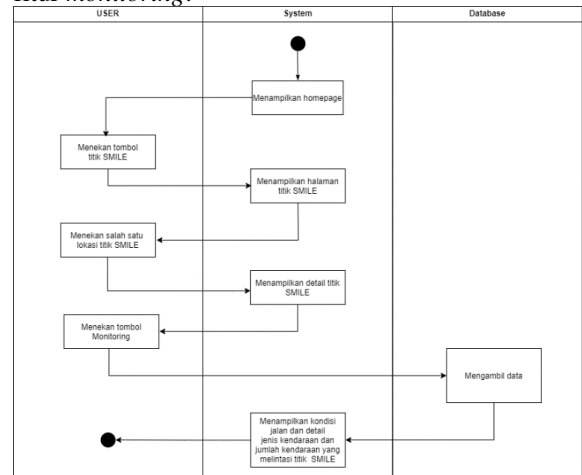 fitur monitoring.
USER
System
Database
Menampilkan homepage
Menekan tombol
titik SMILE
Menampilkan halaman
titik SMILE
Menekan salah satu
lokasi titik SMILE
Menampilkan detail titik
SMILE
Menekan tombol
Monitoring
Mengambil data
Menampilkan kondisi
jalan dan detail
jenis kendaraan dan
jumlah kendaraan yang
melintasi titik SMILE